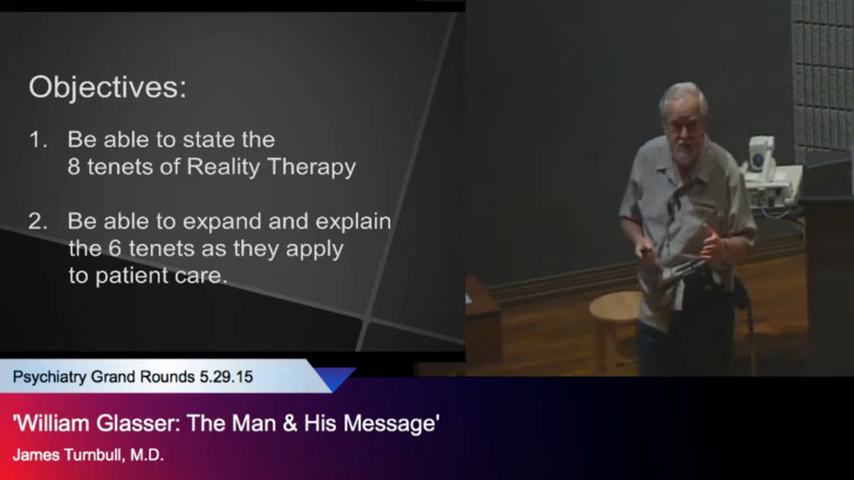 Objectives:
1. Be able to state the
8 tenets of Reality Therapy
2. Be able to expand and explain
the 6 tenets as they apply
to patient care.
Psychiatry Grand Rounds 5.29.15
'William Glasser: The Man & His Message'
James Turnbull, M.D.